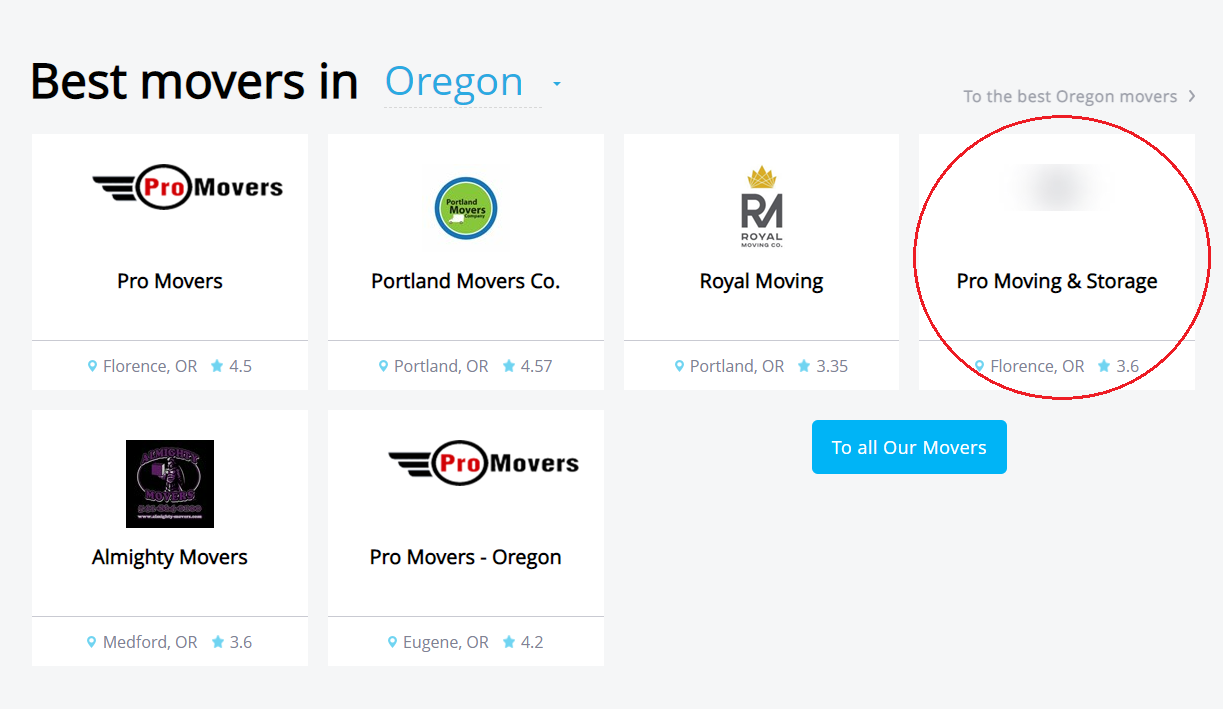 Best movers in Oregon
To the best Oregon movers
Pro Movers
Pro Movers
Florence, OR 4.5
Portland
Movers
Company
Portland Movers Co.
Portland, OR 4.57
RM
ROYAL
MOVING CO.
Royal Moving
Portland, OR 3.35
Pro Moving & Storage
Florence, OR 3.6
ALMIGHTY
MOVERS
www.almighty-movers.com
Almighty Movers
Medford, OR 3.6
Pro Movers
Pro Movers - Oregon
Eugene, OR 4.2
To all Our Movers